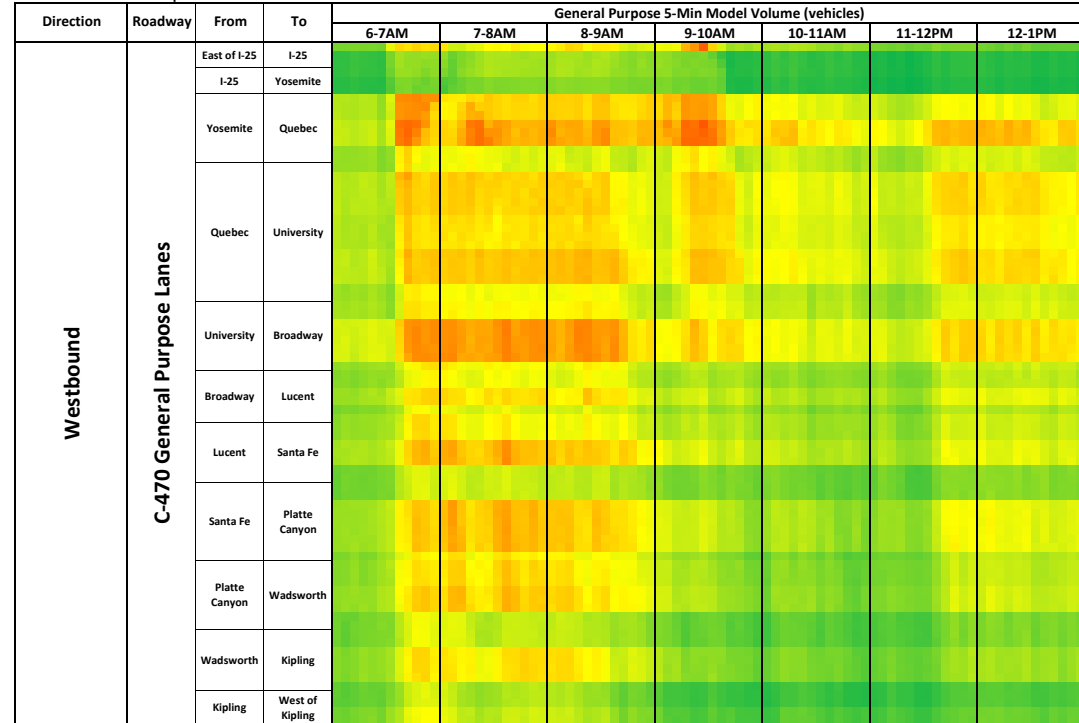 General Purpose 5-Min Model Volume (vehicles)
Direction Roadway From To
6-7AM 7-8AM 8-9AM 9-10AM 10-11AM 11-12PM 12-1PM
Westbound
C-470 General Purpose Lanes
East of I-25 I-25
I-25 Yosemite
Yosemite Quebec
Quebec University
University Broadway
Broadway Lucent
Lucent Santa Fe
Santa Fe Platte
Canyon
Platte
Canyon Wadsworth
Wadsworth Kipling
Kipling West of
Kipling